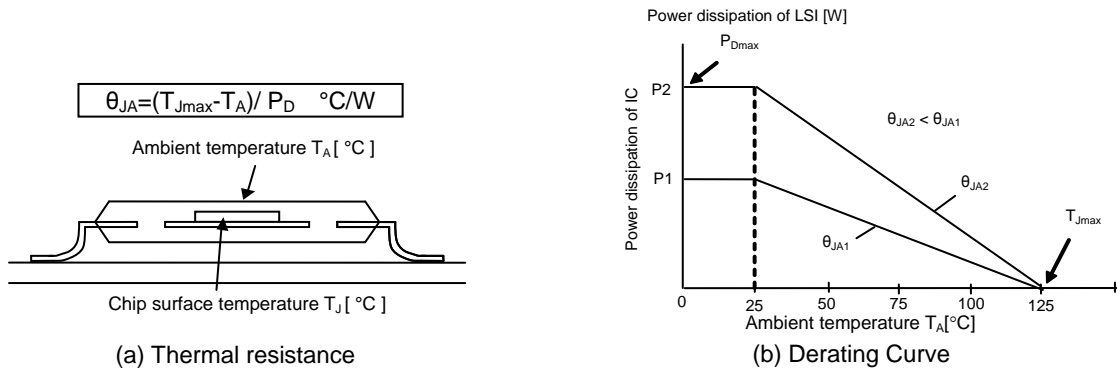 θJA=(TJmax-TA)/ PD °C/W
Ambient temperature TA [ °C ]
Chip surface temperature TJ [ °C ]
(a) Thermal resistance
Power dissipation of LSI [W]
PDmax
P2
θJA2 < θJA1
Power dissipation of IC
P1
θJA2
TJmax
θJA1
0 25 50 75 100 125
Ambient temperature TA[°C]
(b) Derating Curve